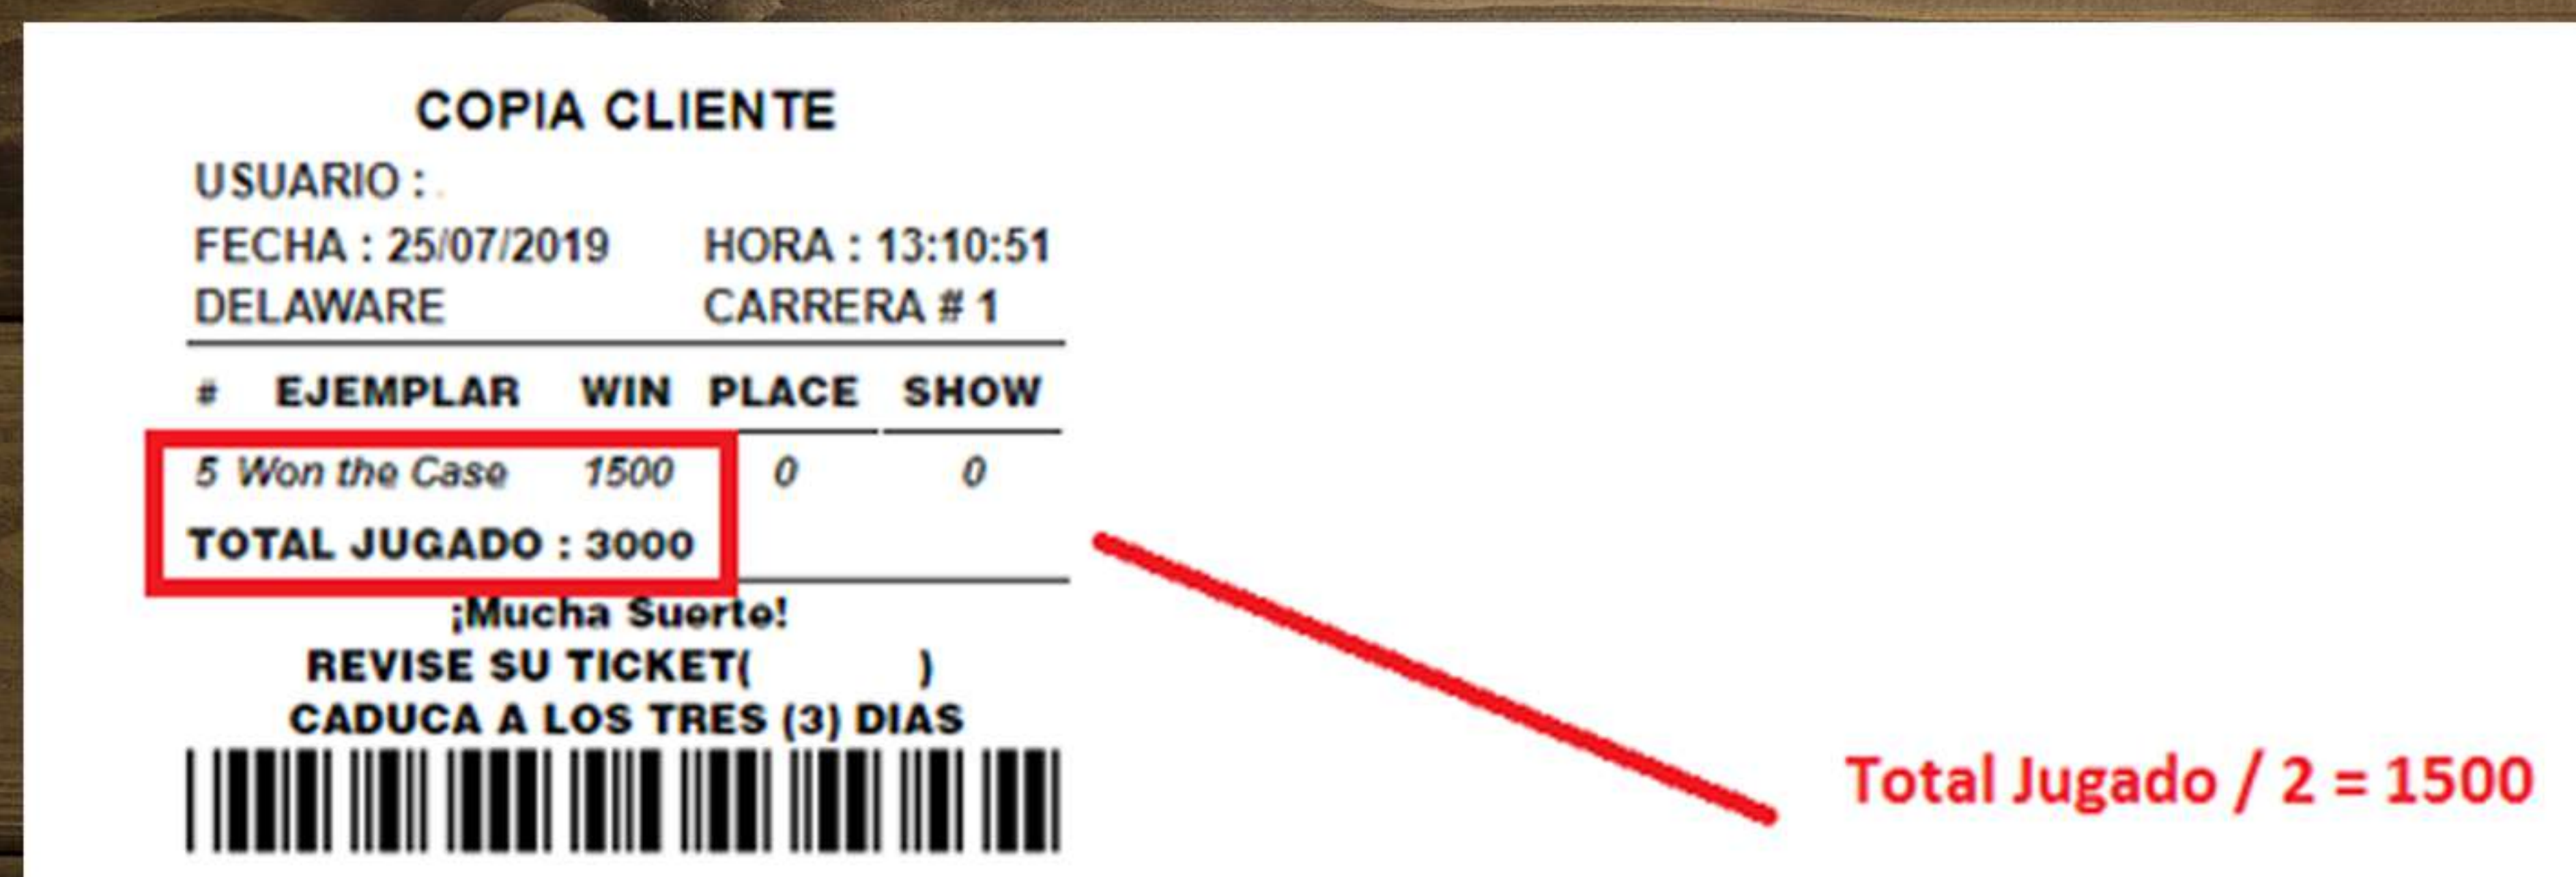 COPIA CLIENTE
USUARIO :
FECHA : 25/07/2019 HORA : 13:10:51
DELAWARE CARRERA # 1
# EJEMPLAR WIN PLACE SHOW
5 Won the Case 1500 0 0
TOTAL JUGADO : 3000
¡Mucha Suerte!
REVISE SU TICKET( )
CADUCA A LOS TRES (3) DIAS
Total Jugado / 2 = 1500